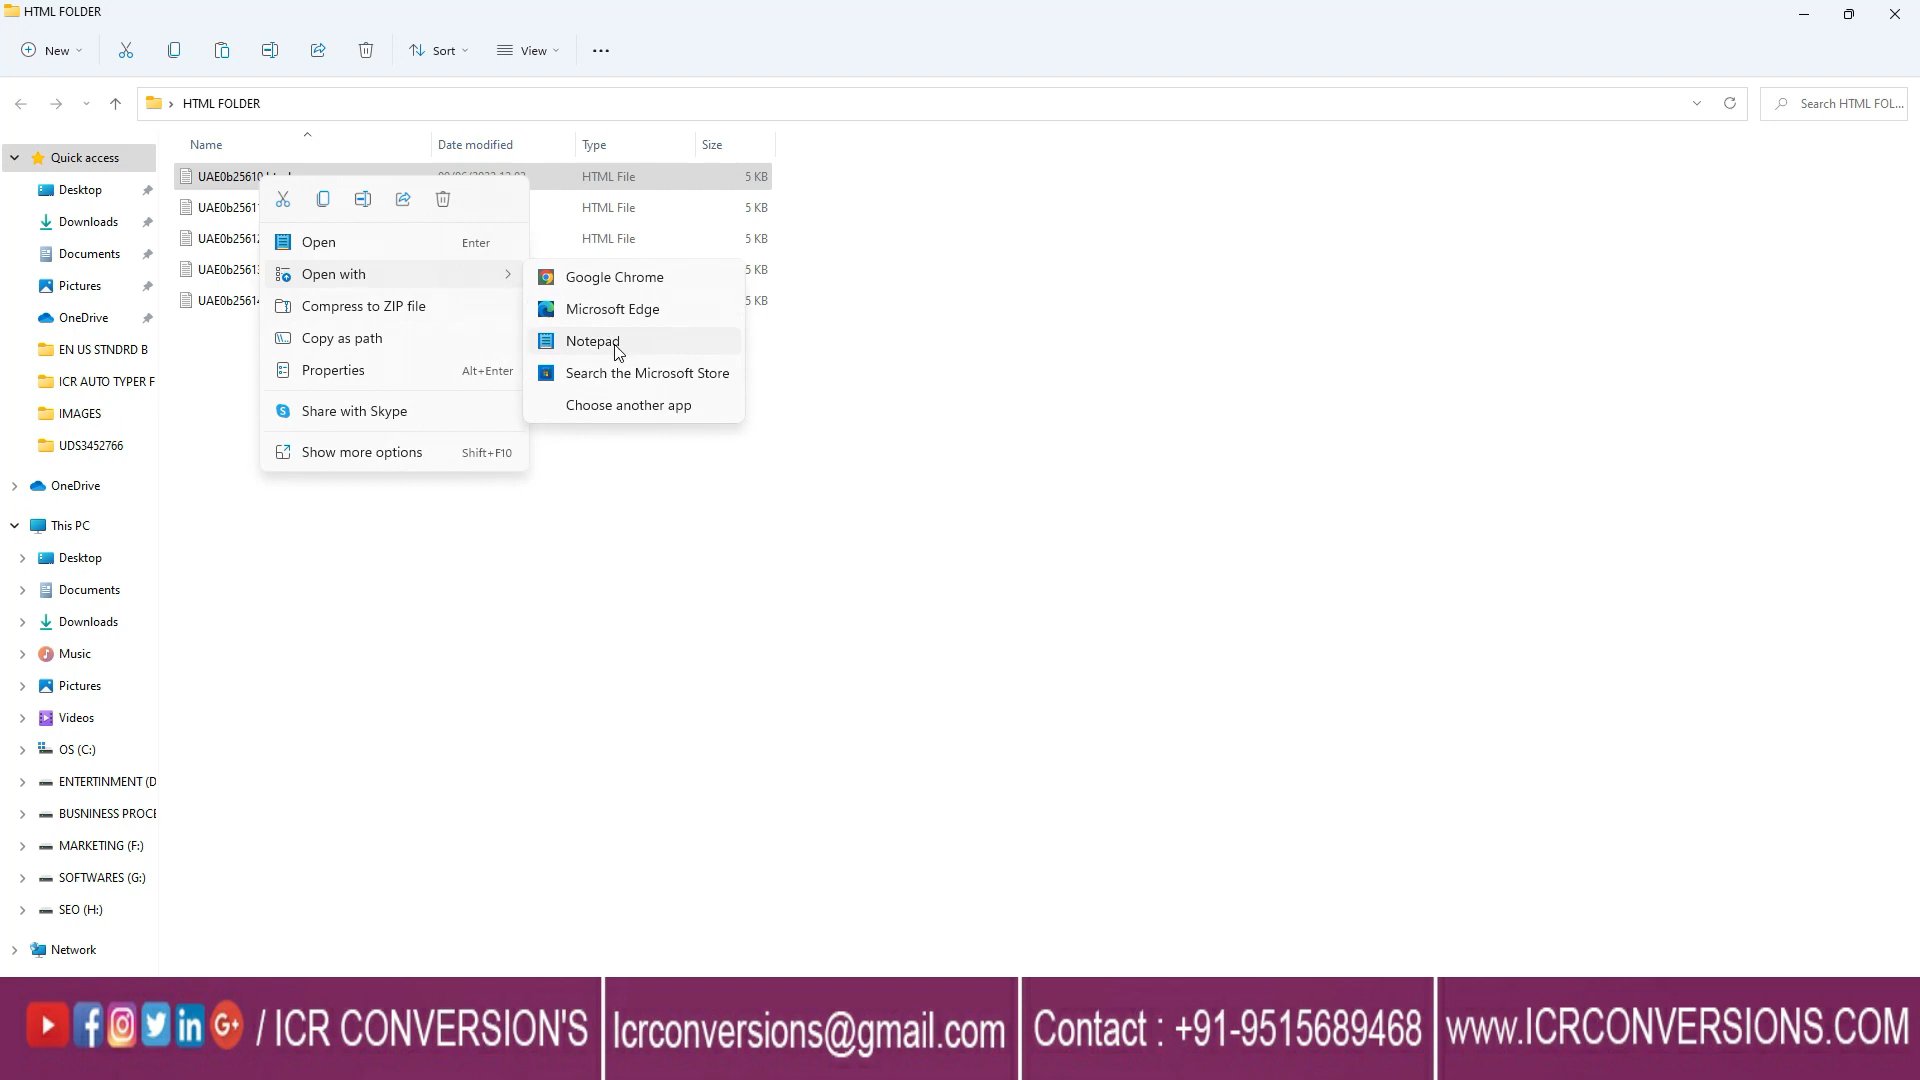 HTML FOLDER
New
Sort
View
HTML FOLDER
Search HTML FOL...
Name
Date modified
Type
Size
Quick access
Desktop
Downloads
Documents
Pictures
OneDrive
EN US STNDRD B
ICR AUTO TYPER F
IMAGES
UDS3452766
OneDrive
This PC
Desktop
Documents
Downloads
Music
Pictures
Videos
OS (C:)
ENTERTINMENT (D
BUSNINESS PROCE
MARKETING (F:)
SOFTWARES (G:)
SEO (H:)
Network
UAE0b25610 HTML File 5 KB
UAE0b2561 HTML File 5 KB
UAE0b2561 HTML File 5 KB
UAE0b2561 5 KB
UAE0b2561 5 KB
Open Enter
Open with
Compress to ZIP file
Copy as path
Properties Alt+Enter
Share with Skype
Show more options Shift+F10
Google Chrome
Microsoft Edge
Notepad
Search the Microsoft Store
Choose another app
/ ICR CONVERSION'S
Icrconversions@gmail.com
Contact : +91-9515689468
www.ICRCONVERSIONS.COM